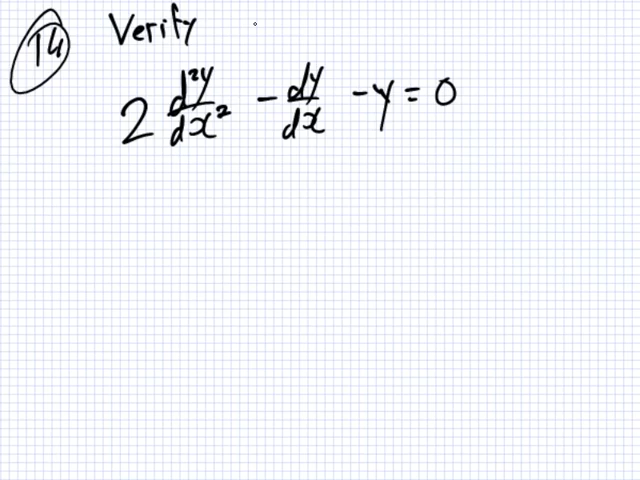 14 Verify
2 d²y/dx² - dy/dx - y = 0